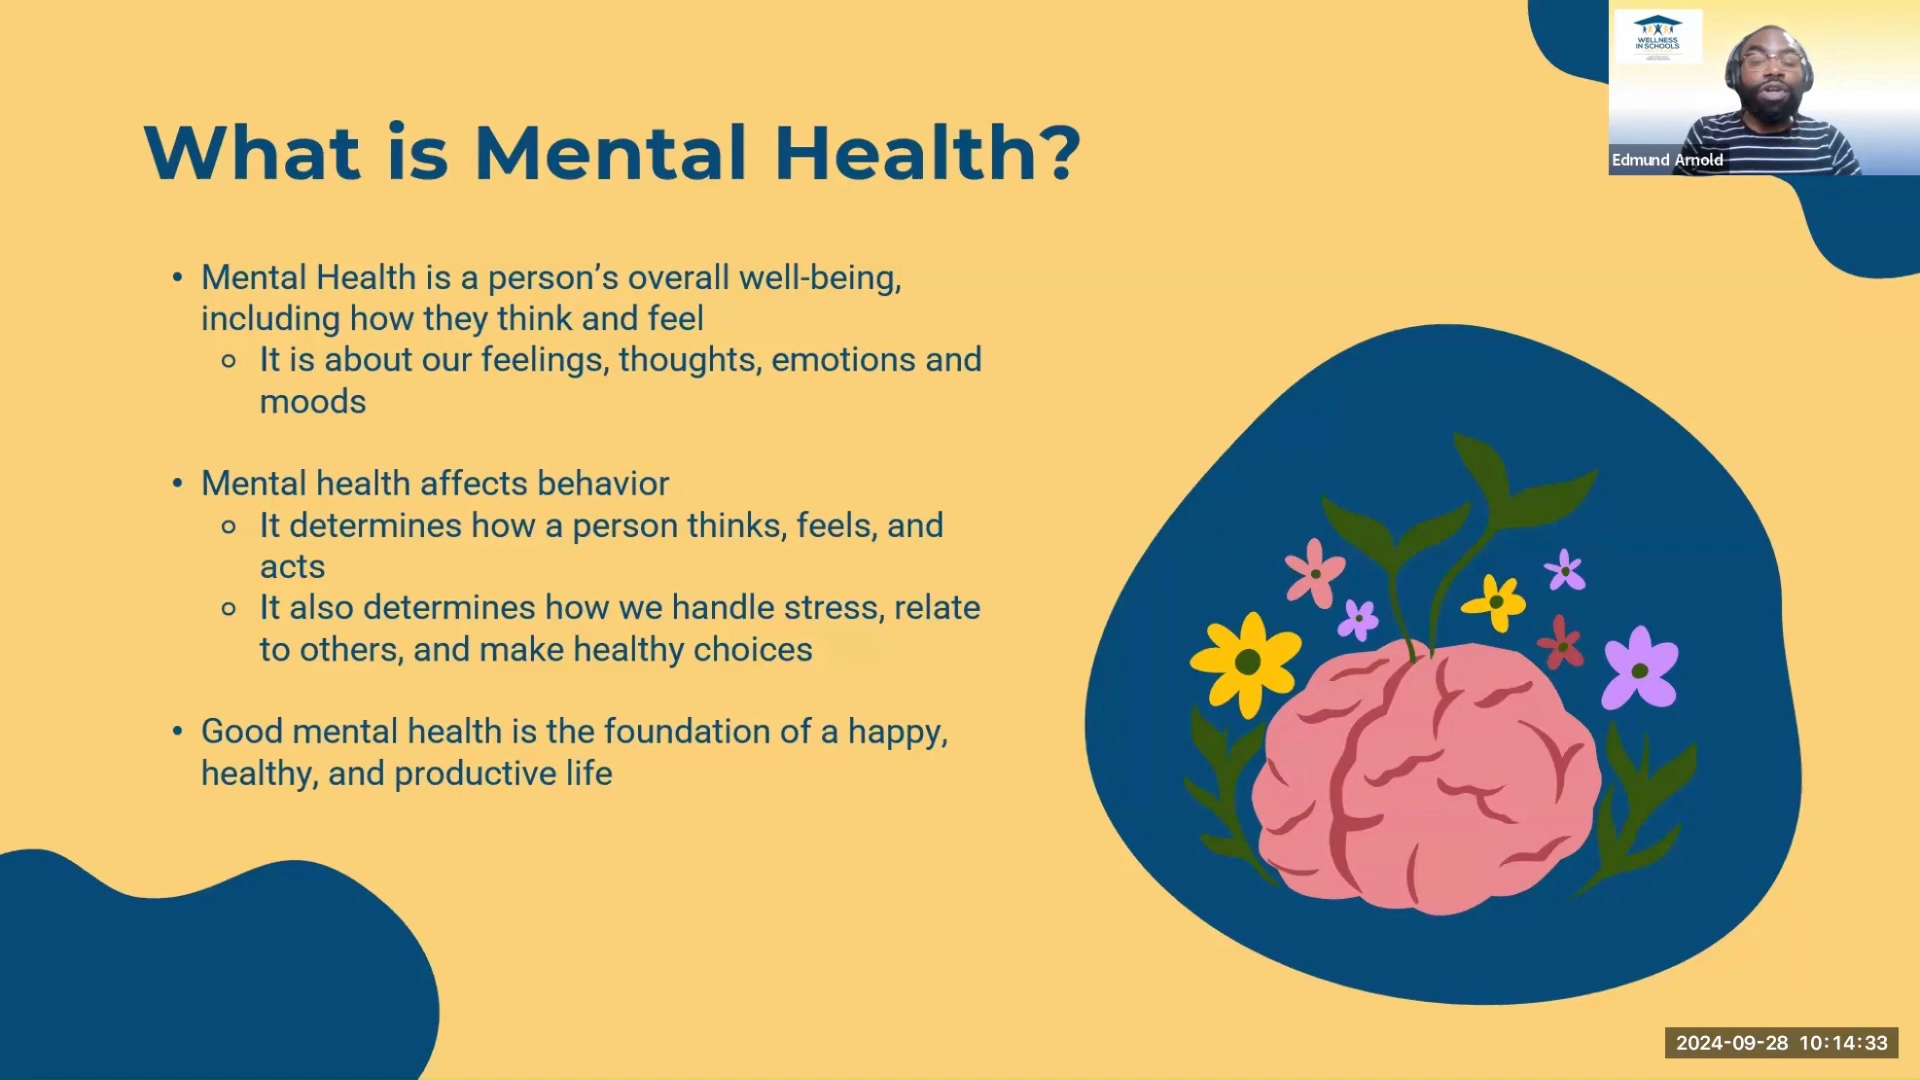 WELLNESS
IN SCHOOLS
Edmund Arnold
What is Mental Health?
• Mental Health is a person’s overall well-being,
including how they think and feel
○ It is about our feelings, thoughts, emotions and
moods
• Mental health affects behavior
○ It determines how a person thinks, feels, and
acts
○ It also determines how we handle stress, relate
to others, and make healthy choices
• Good mental health is the foundation of a happy,
healthy, and productive life
2024-09-28 10:14:33